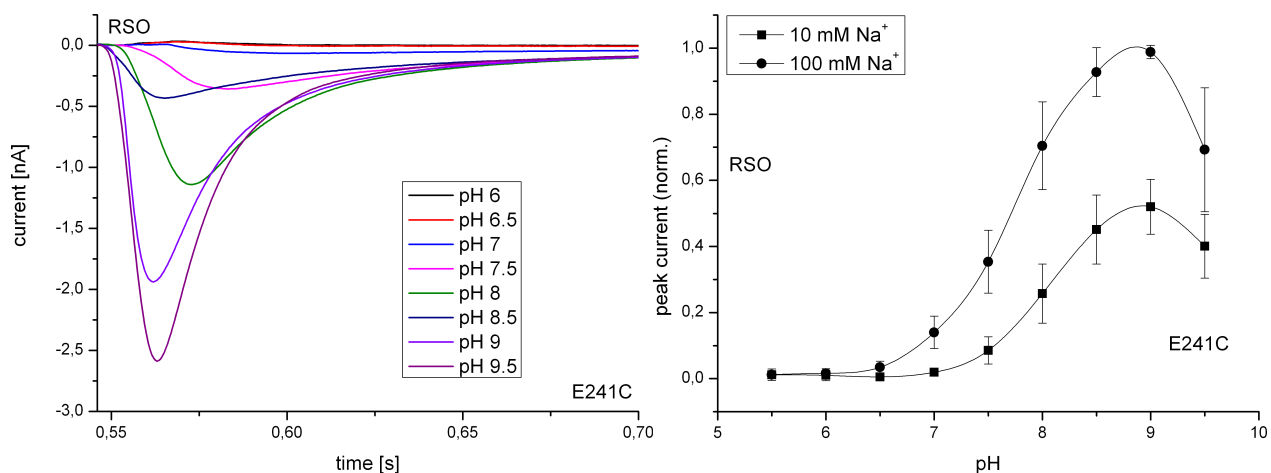 RSO
0,0
-0,5
-1,0
-1,5
-2,0
-2,5
-3,0
current [nA]
pH 6
pH 6.5
pH 7
pH 7.5
pH 8
pH 8.5
pH 9
pH 9.5
E241C
0,55
0,60
0,65
0,70
time [s]
10 mM Na⁺
100 mM Na⁺
1,0
0,8
0,6
0,4
0,2
0,0
peak current (norm.)
RSO
E241C
5
6
7
8
9
10
pH